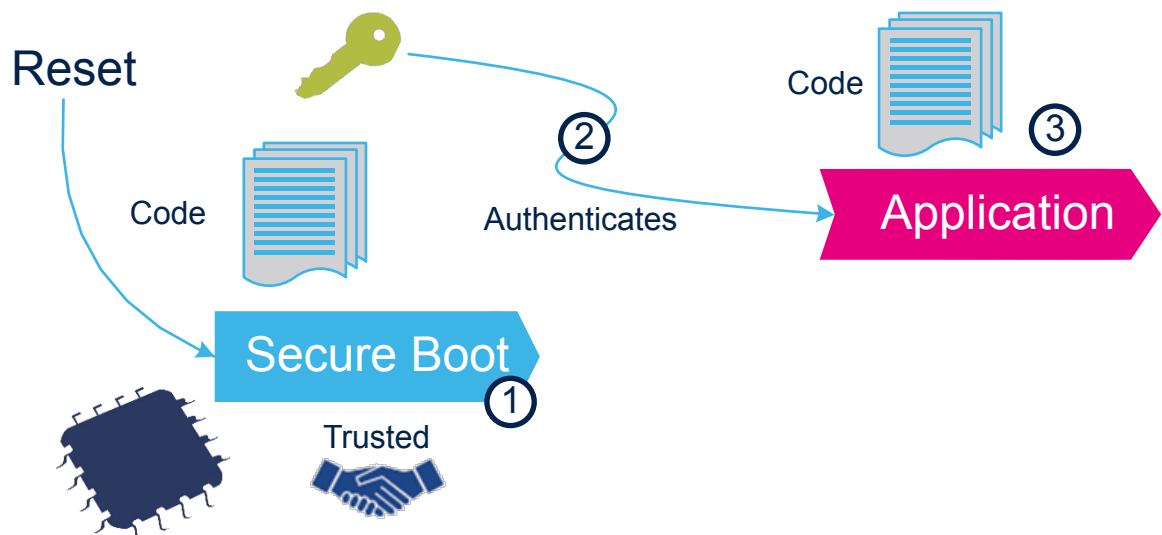 Reset
Code
Secure Boot
1
Trusted
2
Authenticates
Code
3
Application